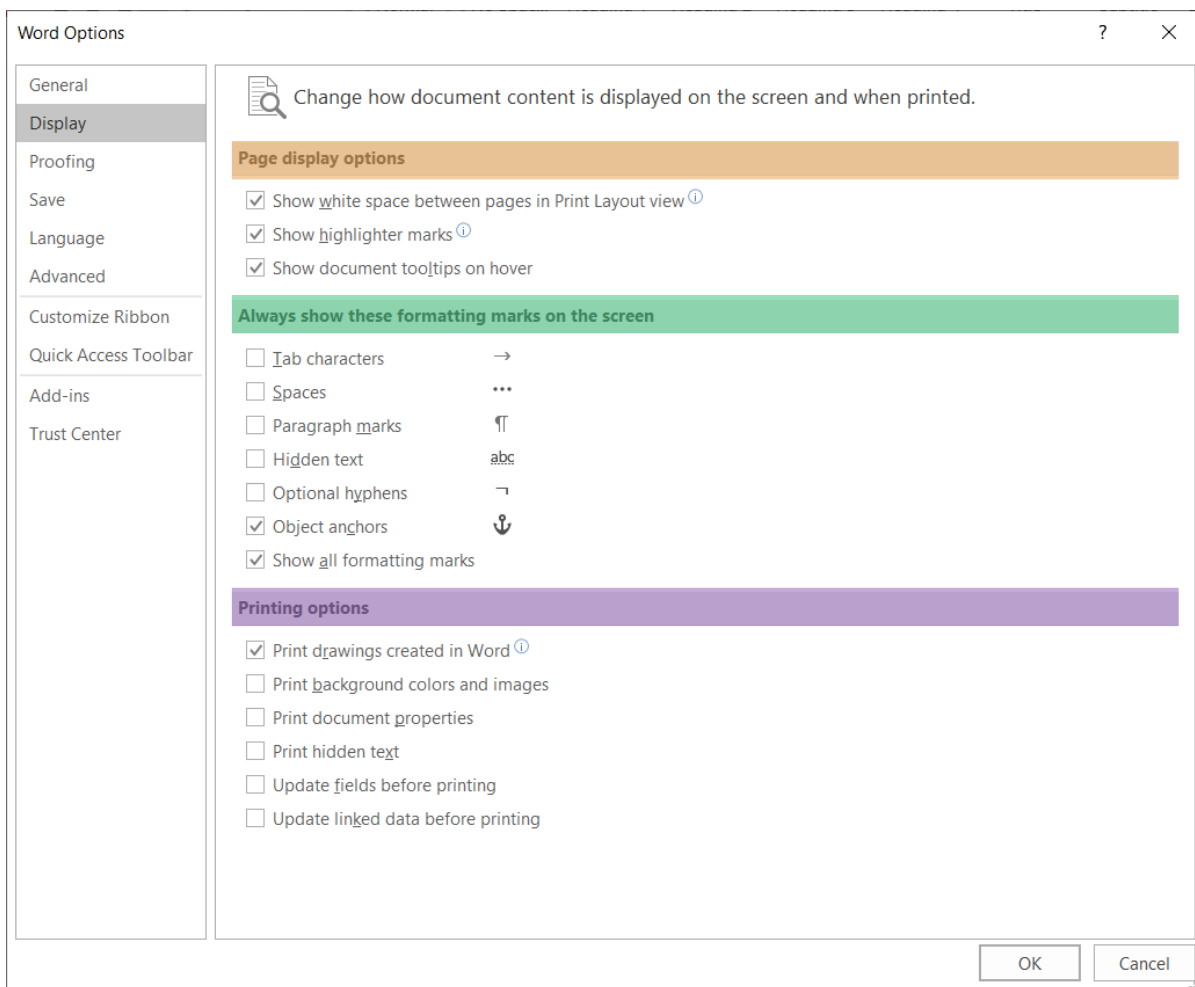 Word Options
?
General
Display
Proofing
Save
Language
Advanced
Customize Ribbon
Quick Access Toolbar
Add-ins
Trust Center
Change how document content is displayed on the screen and when printed.
Page display options
Show white space between pages in Print Layout view
Show highlighter marks
Show document tooltips on hover
Always show these formatting marks on the screen
Tab characters →
Spaces •••
Paragraph marks ¶
Hidden text abc
Optional hyphens ¬
Object anchors ⚓
Show all formatting marks
Printing options
Print drawings created in Word
Print background colors and images
Print document properties
Print hidden text
Update fields before printing
Update linked data before printing
OK Cancel